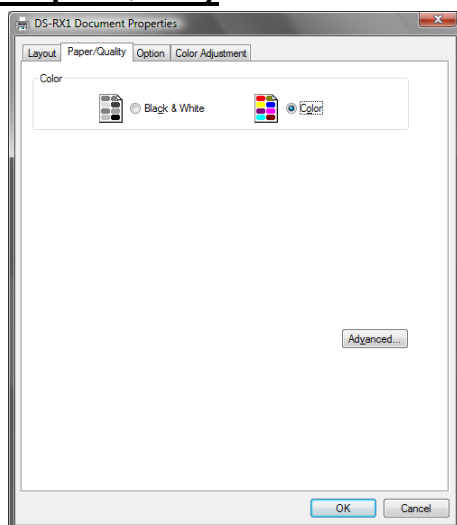 DS-RX1 Document Properties
Layout Paper/Quality Option Color Adjustment
Color
Black & White Color
Advanced...
OK Cancel